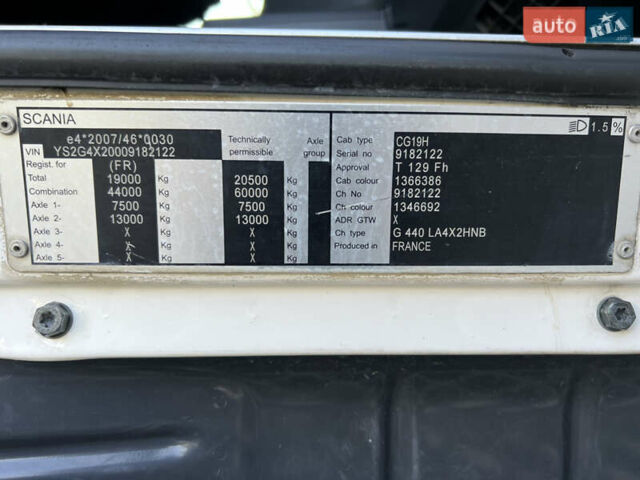 auto RIA.com
SCANIA 1.5 %
e4*2007/46*0030
VIN YS2G4X20009182122
Technically permissible
Axle group
Regist. for (FR)
Total 19000 Kg 20500 Kg
Combination 44000 Kg 60000 Kg
Axle 1- 7500 Kg 7500 Kg
Axle 2- 13000 Kg 13000 Kg
Axle 3- X Kg X Kg
Axle 4- X Kg X Kg
Axle 5- X Kg X Kg
Cab type CG19H
Serial no 9182122
Approval T 129 Fh
Cab colour 1366386
Ch No 9182122
Ch colour 1346692
ADR GTW X
Ch type G 440 LA4X2HNB
Produced in FRANCE